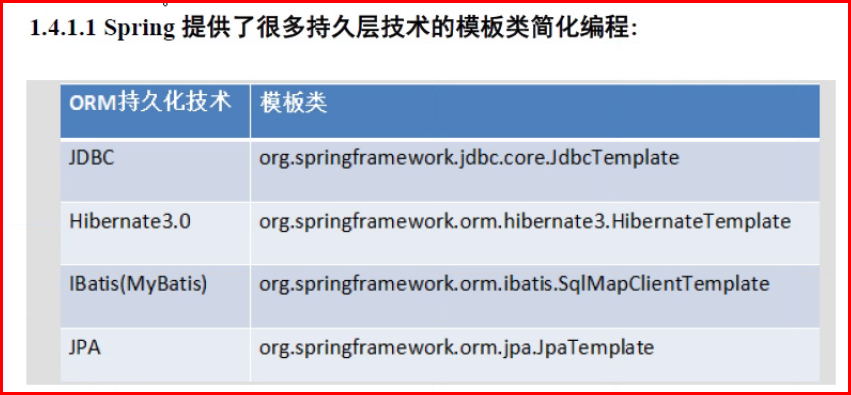 1.4.1.1 Spring 提供了很多持久层技术的模板类简化编程:
ORM持久化技术 模板类
JDBC org.springframework.jdbc.core.JdbcTemplate
Hibernate3.0 org.springframework.orm.hibernate3.HibernateTemplate
IBatis(MyBatis) org.springframework.orm.ibatis.SqlMapClientTemplate
JPA org.springframework.orm.jpa.JpaTemplate